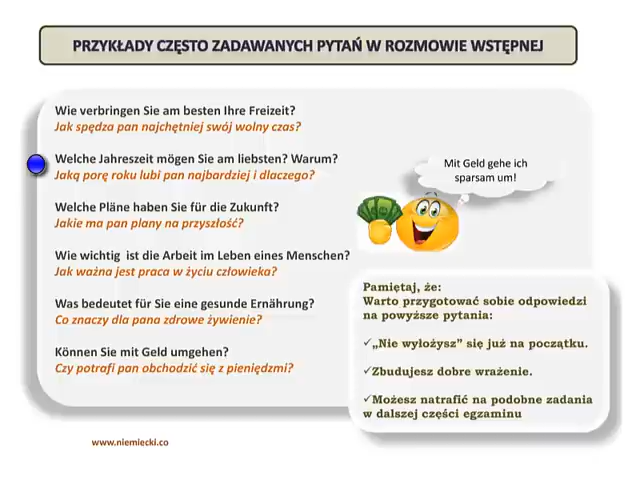 PRZYKŁADY CZĘSTO ZADAWANYCH PYTAŃ W ROZMOWIE WSTĘPNEJ
Wie verbringen Sie am besten Ihre Freizeit?
Jak spędza pan najchętniej swój wolny czas?
Welche Jahreszeit mögen Sie am liebsten? Warum?
Jaką porę roku lubi pan najbardziej i dlaczego?
Welche Pläne haben Sie für die Zukunft?
Jakie ma pan plany na przyszłość?
Wie wichtig ist die Arbeit im Leben eines Menschen?
Jak ważna jest praca w życiu człowieka?
Was bedeutet für Sie eine gesunde Ernährung?
Co znaczy dla pana zdrowe żywienie?
Können Sie mit Geld umgehen?
Czy potrafi pan obchodzić się z pieniędzmi?
Mit Geld gehe ich
sparsam um!
Pamiętaj, że:
Warto przygotować sobie odpowiedzi
na powyższe pytania:
✓„Nie wyłożysz” się już na początku.
✓Zbudujesz dobre wrażenie.
✓Możesz natrafić na podobne zadania
w dalszej części egzaminu
www.niemiecki.co